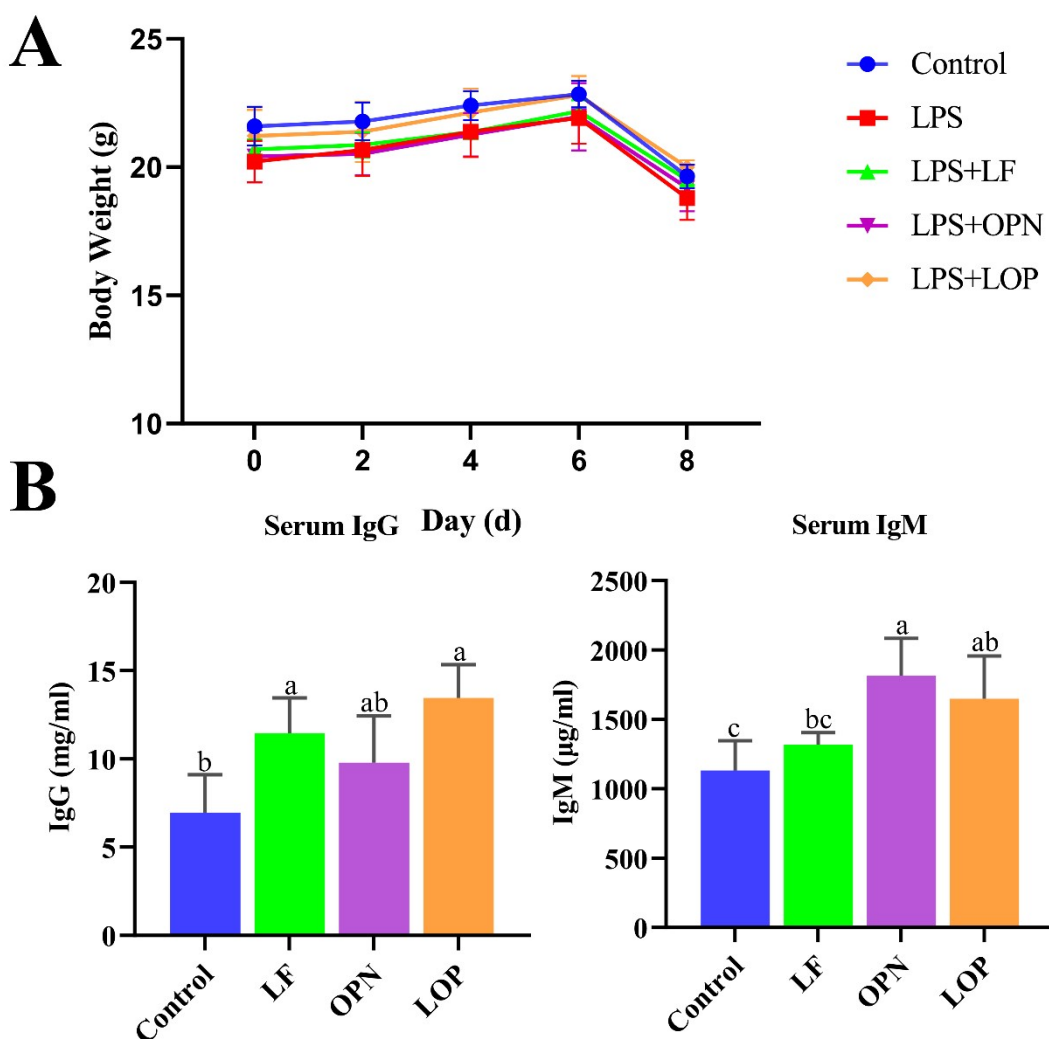 A
Body Weight (g)
25
20
15
10
0 2 4 6 8
Day (d)
Control
LPS
LPS+LF
LPS+OPN
LPS+LOP
B
Serum IgG
IgG (mg/ml)
20
15
10
5
0
b
a
ab
a
Control
LF
OPN
LOP
Serum IgM
IgM (μg/ml)
2500
2000
1500
1000
500
0
c
bc
a
ab
Control
LF
OPN
LOP